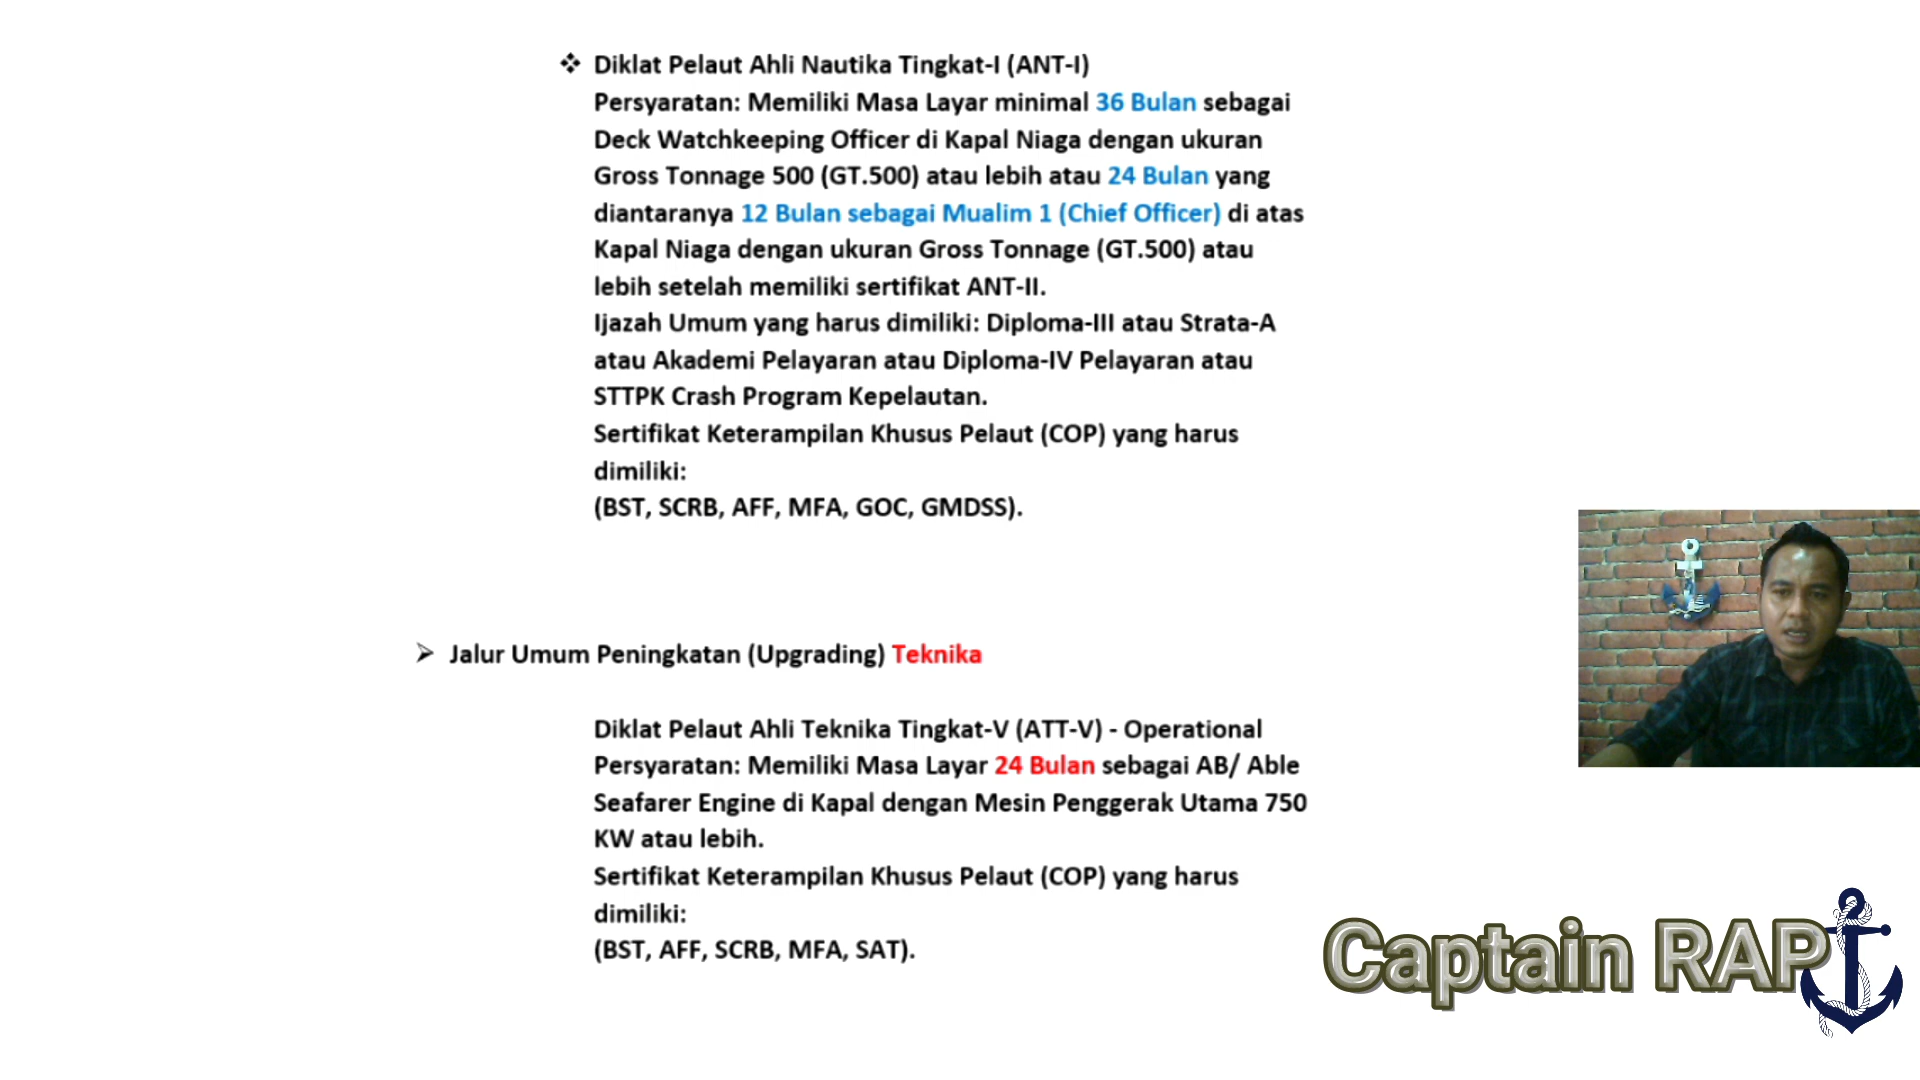 Diklat Pelaut Ahli Nautika Tingkat-I (ANT-I)
Persyaratan: Memiliki Masa Layar minimal 36 Bulan sebagai
Deck Watchkeeping Officer di Kapal Niaga dengan ukuran
Gross Tonnage 500 (GT.500) atau lebih atau 24 Bulan yang
diantaranya 12 Bulan sebagai Mualim 1 (Chief Officer) di atas
Kapal Niaga dengan ukuran Gross Tonnage (GT.500) atau
lebih setelah memiliki sertifikat ANT-II.
Ijazah Umum yang harus dimiliki: Diploma-III atau Strata-A
atau Akademi Pelayaran atau Diploma-IV Pelayaran atau
STTPK Crash Program Kepelautan.
Sertifikat Keterampilan Khusus Pelaut (COP) yang harus
dimiliki:
(BST, SCRB, AFF, MFA, GOC, GMDSS).
Jalur Umum Peningkatan (Upgrading) Teknika
Diklat Pelaut Ahli Teknika Tingkat-V (ATT-V) - Operational
Persyaratan: Memiliki Masa Layar 24 Bulan sebagai AB/ Able
Seafarer Engine di Kapal dengan Mesin Penggerak Utama 750
KW atau lebih.
Sertifikat Keterampilan Khusus Pelaut (COP) yang harus
dimiliki:
(BST, AFF, SCRB, MFA, SAT).
Captain RAP